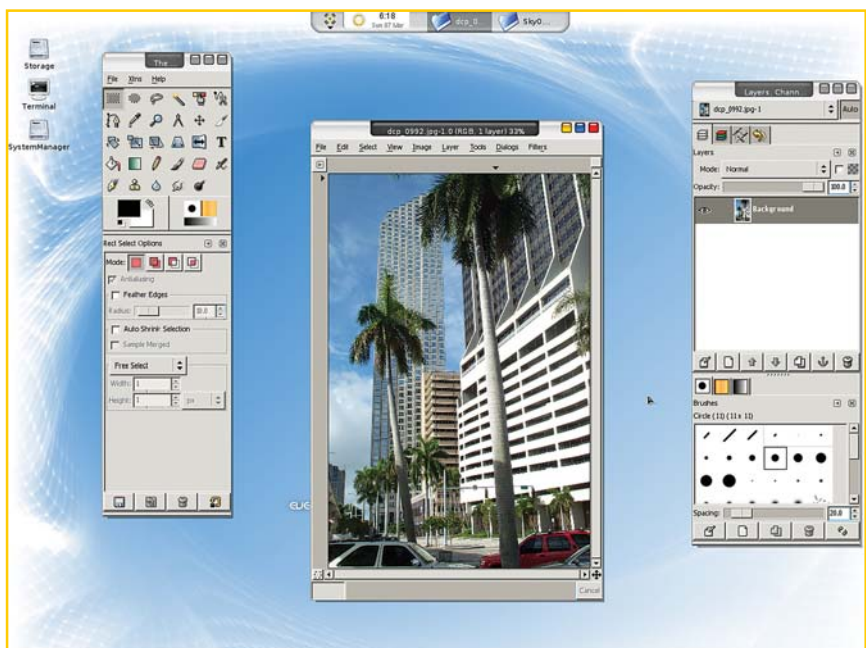 6:18
Sun 07 Mar
dcp_0...
SkyO...
Storage
Terminal
SystemManager
The ...
File Xtns Help
Rect Select Options
Mode:
Antialiasing
Feather Edges
Radius: 10.0
Auto Shrink Selection
Sample Merged
Free Select
Width: 1
Height: 1 px
dcp_0992.jpg-1.0 (RGB, 1 layer) 33%
File Edit Select View Image Layer Tools Dialogs Filters
Cancel
Layers, Chann...
dcp_0992.jpg-1 Auto
Layers
Mode: Normal
Opacity: 100.0
Background
Brushes
Circle (11) (11 x 11)
Spacing: 20.0